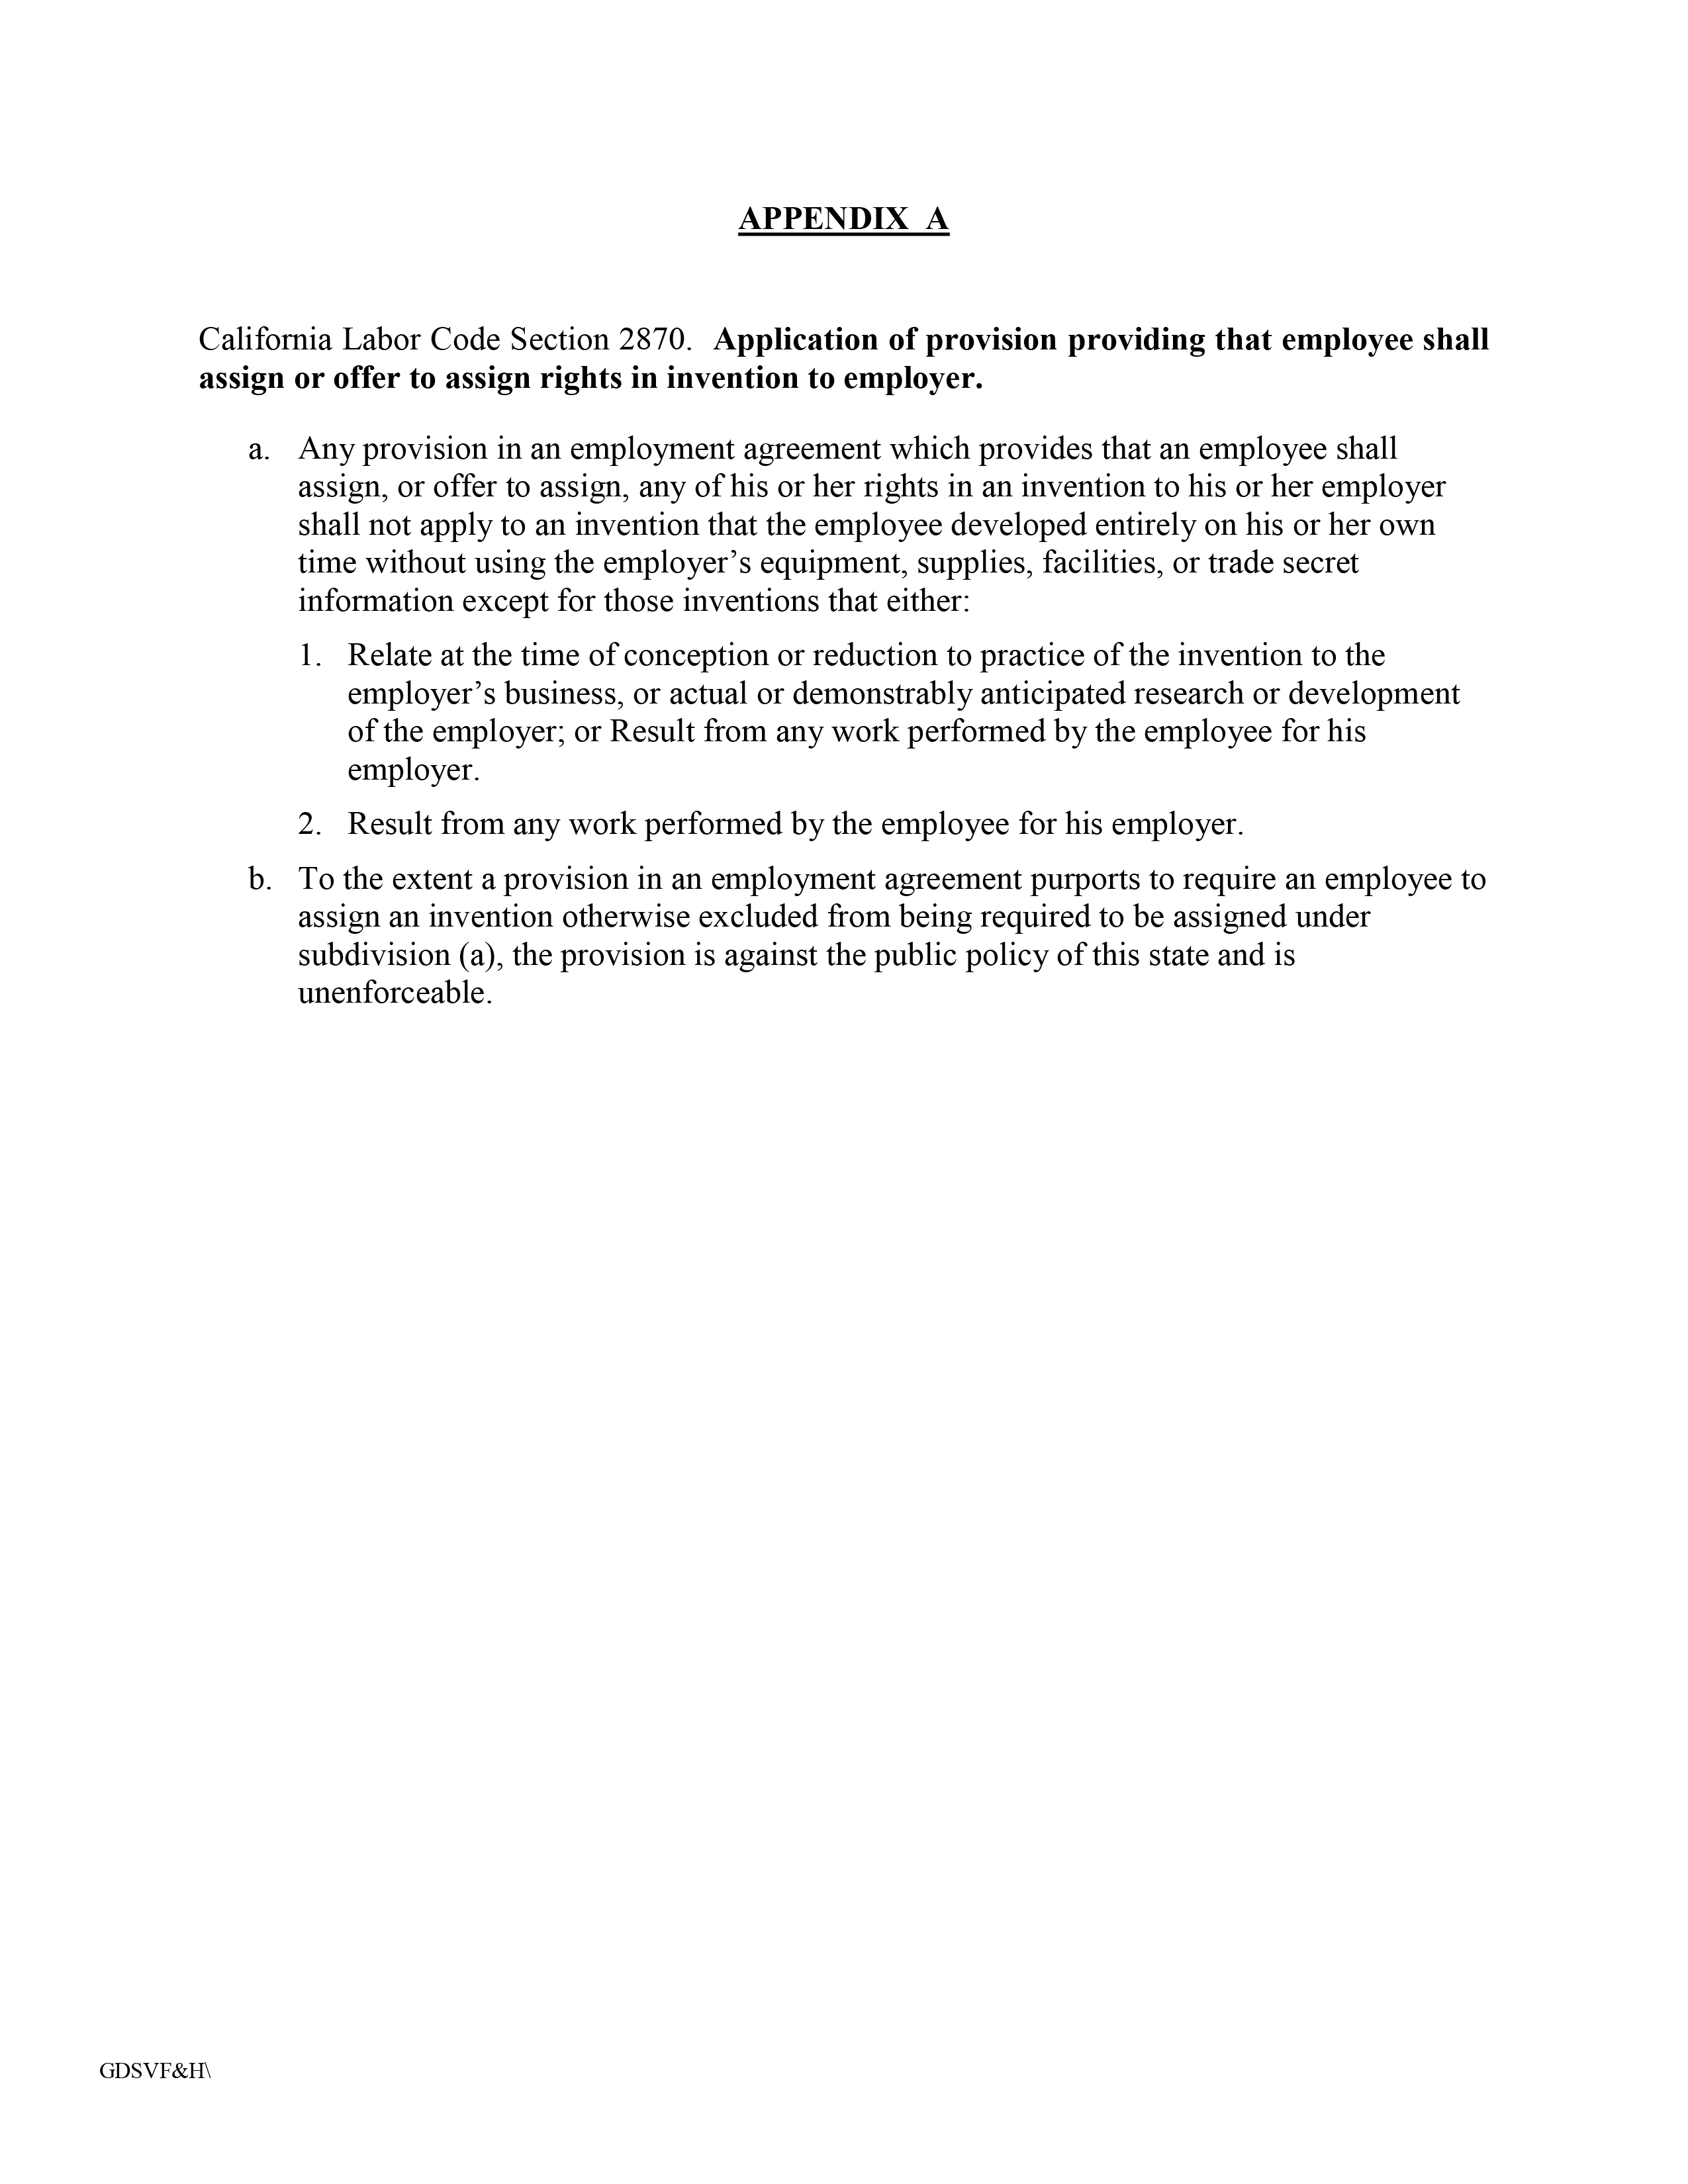 APPENDIX A
California Labor Code Section 2870. Application of provision providing that employee shall
assign or offer to assign rights in invention to employer.
a. Any provision in an employment agreement which provides that an employee shall
assign, or offer to assign, any of his or her rights in an invention to his or her employer
shall not apply to an invention that the employee developed entirely on his or her own
time without using the employer’s equipment, supplies, facilities, or trade secret
information except for those inventions that either:
1. Relate at the time of conception or reduction to practice of the invention to the
employer’s business, or actual or demonstrably anticipated research or development
of the employer; or Result from any work performed by the employee for his
employer.
2. Result from any work performed by the employee for his employer.
b. To the extent a provision in an employment agreement purports to require an employee to
assign an invention otherwise excluded from being required to be assigned under
subdivision (a), the provision is against the public policy of this state and is
unenforceable.
GDSVF&H\